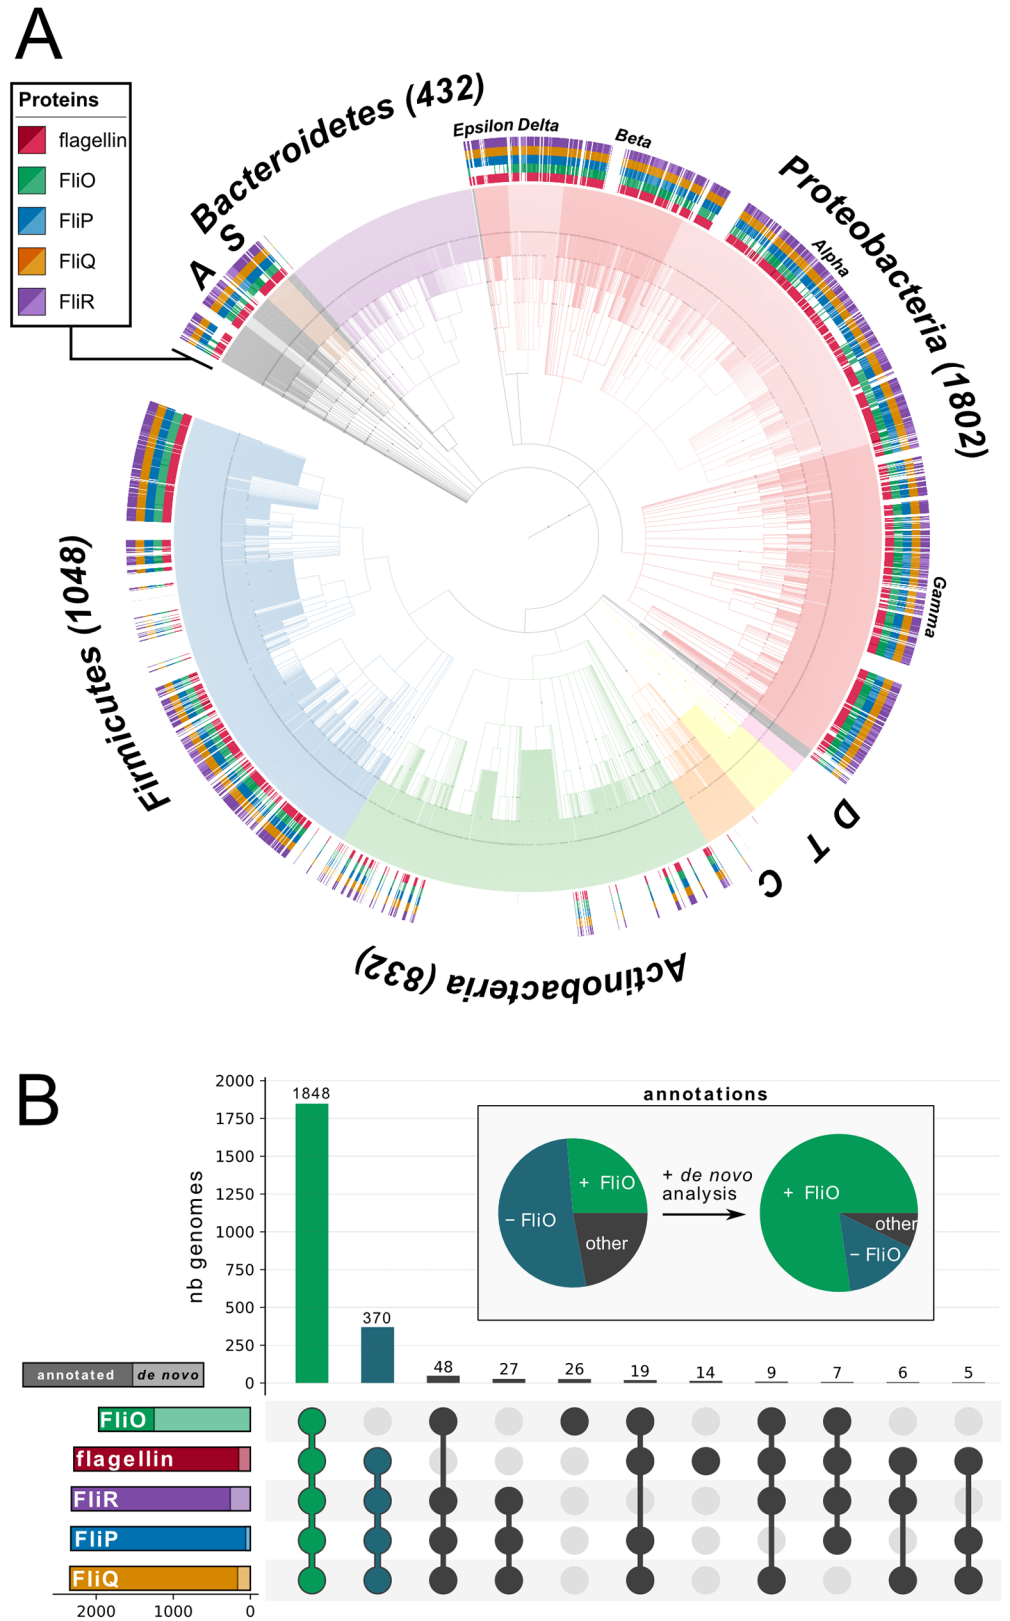 A
Proteins
flagellin
FliO
FliP
FliQ
FliR
Bacteroidetes (432)
S
A
Epsilon Delta
Beta
Alpha
Proteobacteria (1802)
Gamma
D
T
C
Actinobacteria (832)
Firmicutes (1048)
B
nb genomes
2000
1750
1500
1250
1000
750
500
250
0
1848
370
48
27
26
19
14
9
7
6
5
annotations
+ FliO
− FliO
other
+ de novo
analysis
+ FliO
other
− FliO
annotated de novo
FliO
flagellin
FliR
FliP
FliQ
2000 1000 0